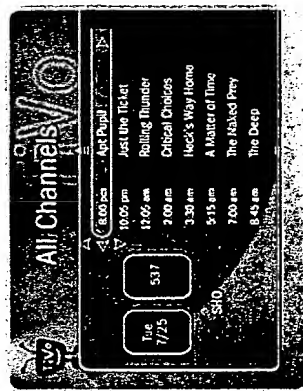 TiVo
All Channels
Tue
7/25
537
SHO
8:00 pm Apt Pupil
10:05 pm Just the Ticket
12:05 am Rolling Thunder
2:00 am Critical Choices
3:30 am Heck's Way Home
5:15 am A Matter of Time
7:00 am The Naked Prey
8:45 am The Deep